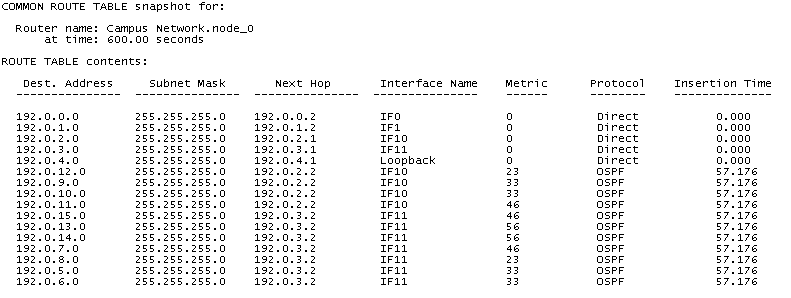 COMMON ROUTE TABLE snapshot for:
Router name: Campus Network.node_0
at time: 600.00 seconds
ROUTE TABLE contents:
Dest. Address Subnet Mask Next Hop Interface Name Metric Protocol Insertion Time
--------------- --------------- --------------- --------------- ------- --------- ---------------
192.0.0.0 255.255.255.0 192.0.0.2 IF0 0 Direct 0.000
192.0.1.0 255.255.255.0 192.0.1.2 IF1 0 Direct 0.000
192.0.2.0 255.255.255.0 192.0.2.1 IF10 0 Direct 0.000
192.0.3.0 255.255.255.0 192.0.3.1 IF11 0 Direct 0.000
192.0.4.0 255.255.255.0 192.0.4.1 Loopback 0 Direct 0.000
192.0.12.0 255.255.255.0 192.0.2.2 IF10 23 OSPF 57.176
192.0.9.0 255.255.255.0 192.0.2.2 IF10 33 OSPF 57.176
192.0.10.0 255.255.255.0 192.0.2.2 IF10 33 OSPF 57.176
192.0.11.0 255.255.255.0 192.0.2.2 IF10 46 OSPF 57.176
192.0.15.0 255.255.255.0 192.0.3.2 IF11 46 OSPF 57.176
192.0.13.0 255.255.255.0 192.0.3.2 IF11 56 OSPF 57.176
192.0.14.0 255.255.255.0 192.0.3.2 IF11 56 OSPF 57.176
192.0.7.0 255.255.255.0 192.0.3.2 IF11 46 OSPF 57.176
192.0.8.0 255.255.255.0 192.0.3.2 IF11 23 OSPF 57.176
192.0.5.0 255.255.255.0 192.0.3.2 IF11 33 OSPF 57.176
192.0.6.0 255.255.255.0 192.0.3.2 IF11 33 OSPF 57.176